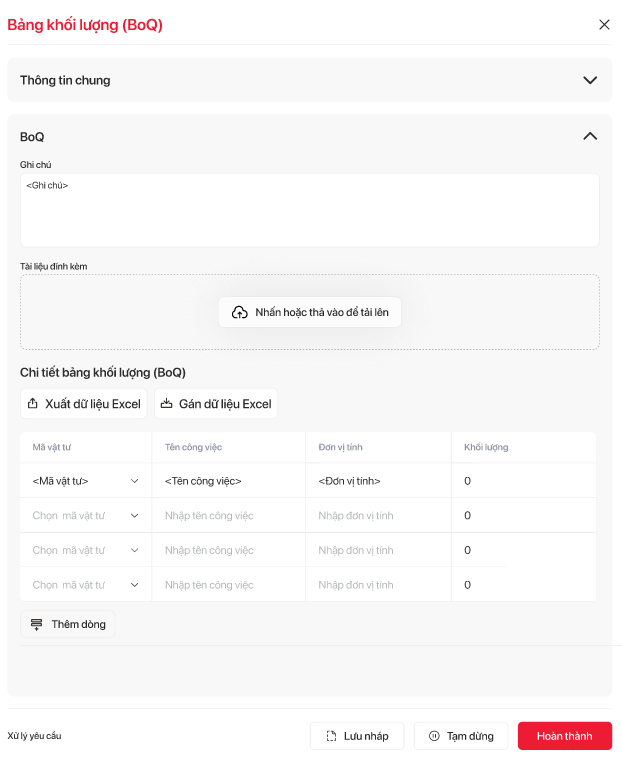 Bảng khối lượng (BoQ)
Thông tin chung
BoQ
Ghi chú
<Ghi chú>
Tài liệu đính kèm
Nhấn hoặc thả vào để tải lên
Chi tiết bảng khối lượng (BoQ)
Xuất dữ liệu Excel Gán dữ liệu Excel
Mã vật tư Tên công việc Đơn vị tính Khối lượng
<Mã vật tư> <Tên công việc> <Đơn vị tính> 0
Chọn mã vật tư Nhập tên công việc Nhập đơn vị tính 0
Chọn mã vật tư Nhập tên công việc Nhập đơn vị tính 0
Chọn mã vật tư Nhập tên công việc Nhập đơn vị tính 0
Thêm dòng
Xử lý yêu cầu Lưu nháp Tạm dừng Hoàn thành